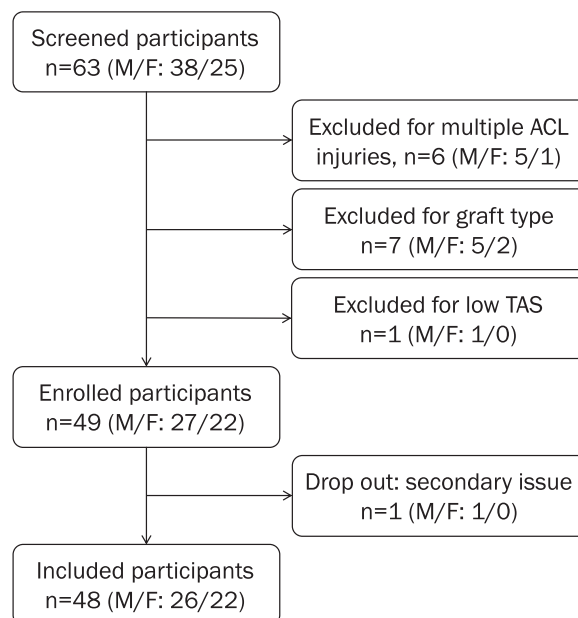 Screened participants
n=63 (M/F: 38/25)
Excluded for multiple ACL
injuries, n=6 (M/F: 5/1)
Excluded for graft type
n=7 (M/F: 5/2)
Excluded for low TAS
n=1 (M/F: 1/0)
Enrolled participants
n=49 (M/F: 27/22)
Drop out: secondary issue
n=1 (M/F: 1/0)
Included participants
n=48 (M/F: 26/22)